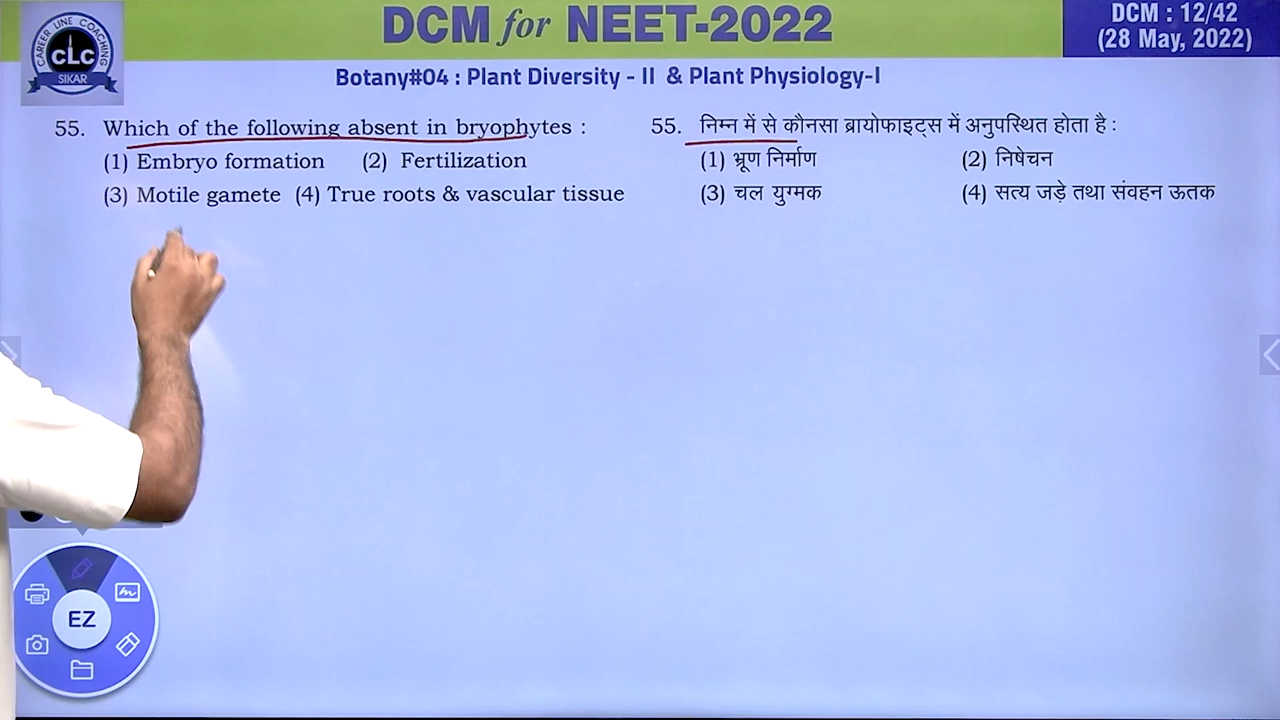 DCM for NEET-2022
DCM : 12/42
(28 May, 2022)
CAREER LINE COACHING
CLC
SIKAR
Botany#04 : Plant Diversity - II & Plant Physiology-I
55. Which of the following absent in bryophytes :
(1) Embryo formation (2) Fertilization
(3) Motile gamete (4) True roots & vascular tissue
55. निम्न में से कौनसा ब्रायोफाइट्स में अनुपस्थित होता है :
(1) भ्रूण निर्माण (2) निषेचन
(3) चल युग्मक (4) सत्य जड़े तथा संवहन ऊतक
EZ